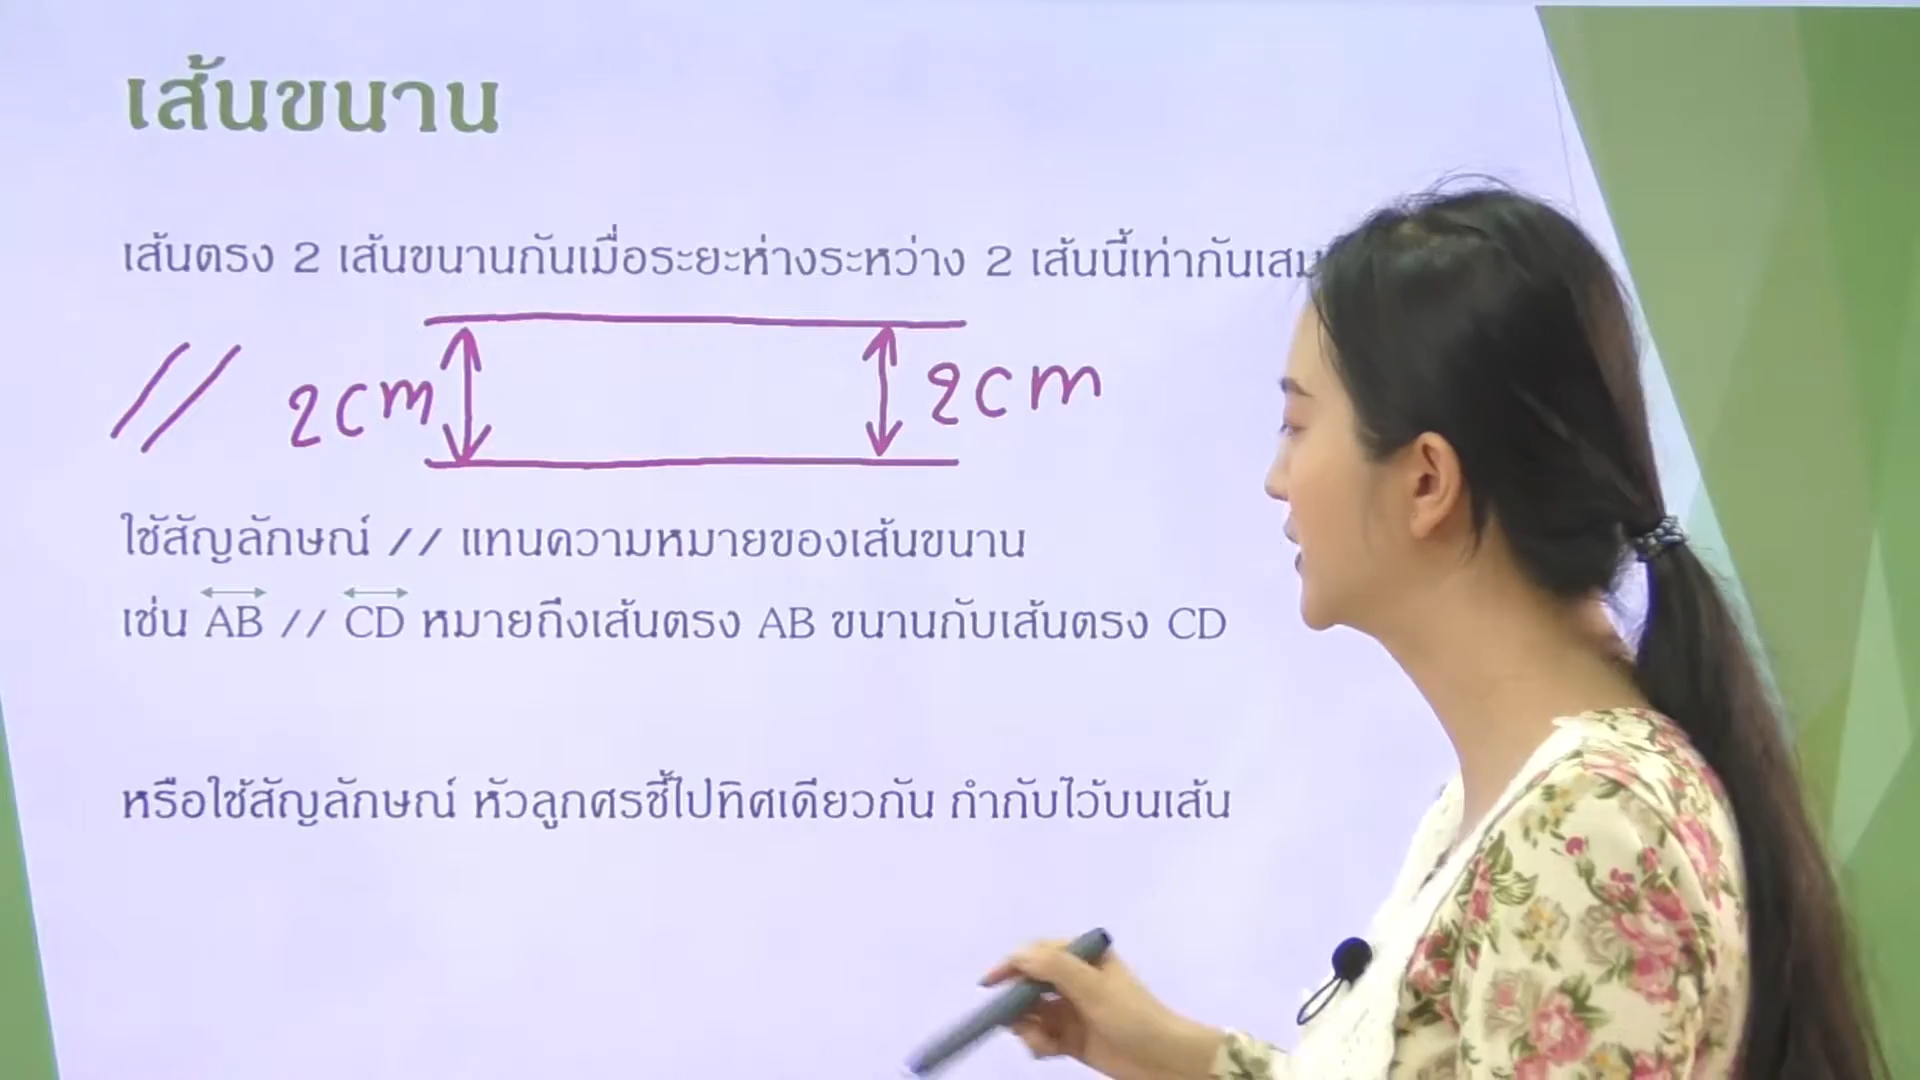 เส้นขนาน
เส้นตรง 2 เส้นขนานกันเมื่อระยะห่างระหว่าง 2 เส้นนี้เท่ากัน
// 2cm 2cm
ใช้สัญลักษณ์ // แทนความหมายของเส้นขนาน
เช่น AB // CD หมายถึงเส้นตรง AB ขนานกับเส้นตรง CD
หรือใช้สัญลักษณ์ หัวลูกศรชี้ไปทิศเดียวกัน กำกับไว้บนเส้น